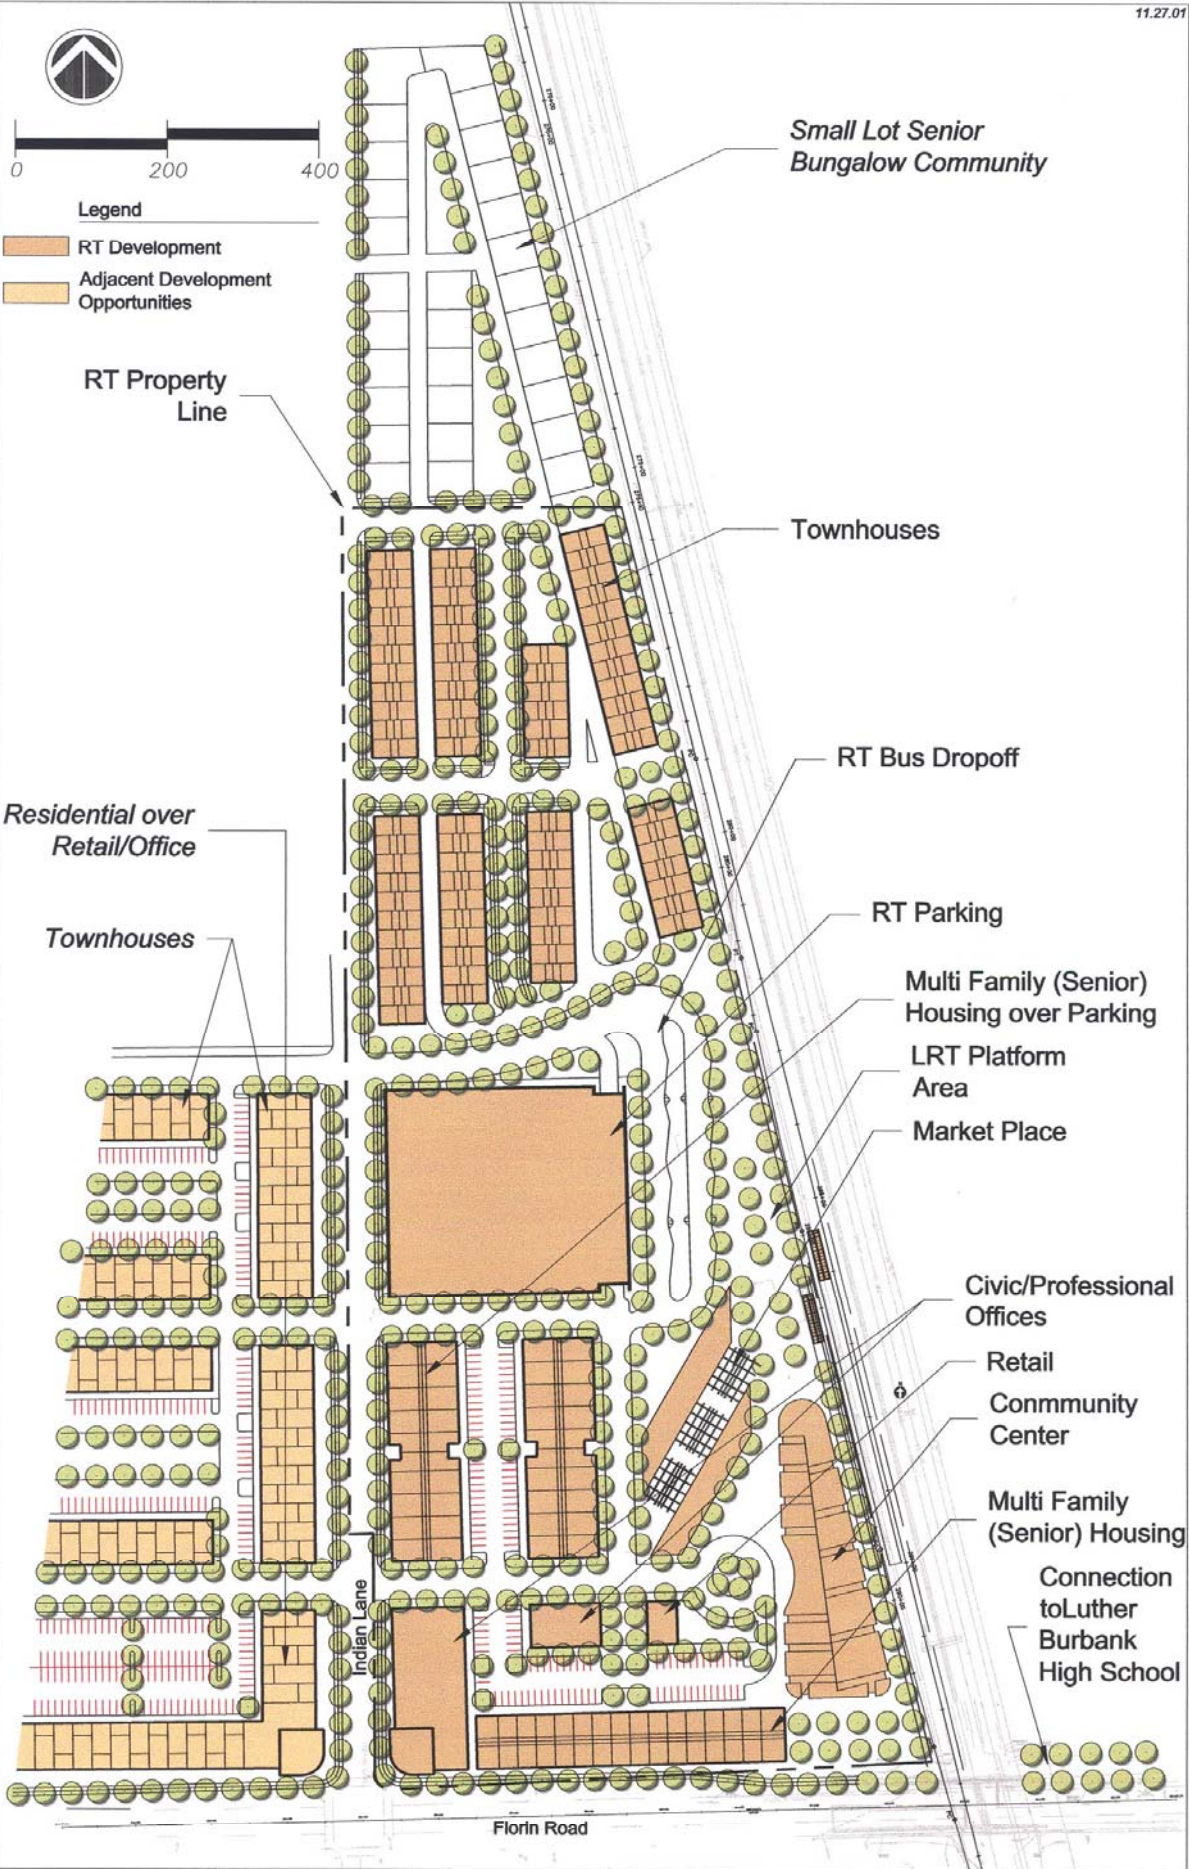 11.27.01
0 200 400
Legend
RT Development
Adjacent Development
Opportunities
Small Lot Senior
Bungalow Community
RT Property
Line
Townhouses
RT Bus Dropoff
Residential over
Retail/Office
Townhouses
RT Parking
Multi Family (Senior)
Housing over Parking
LRT Platform
Area
Market Place
Civic/Professional
Offices
Retail
Conmmunity
Center
Multi Family
(Senior) Housing
Connection
toLuther
Burbank
High School
Indian Lane
Florin Road